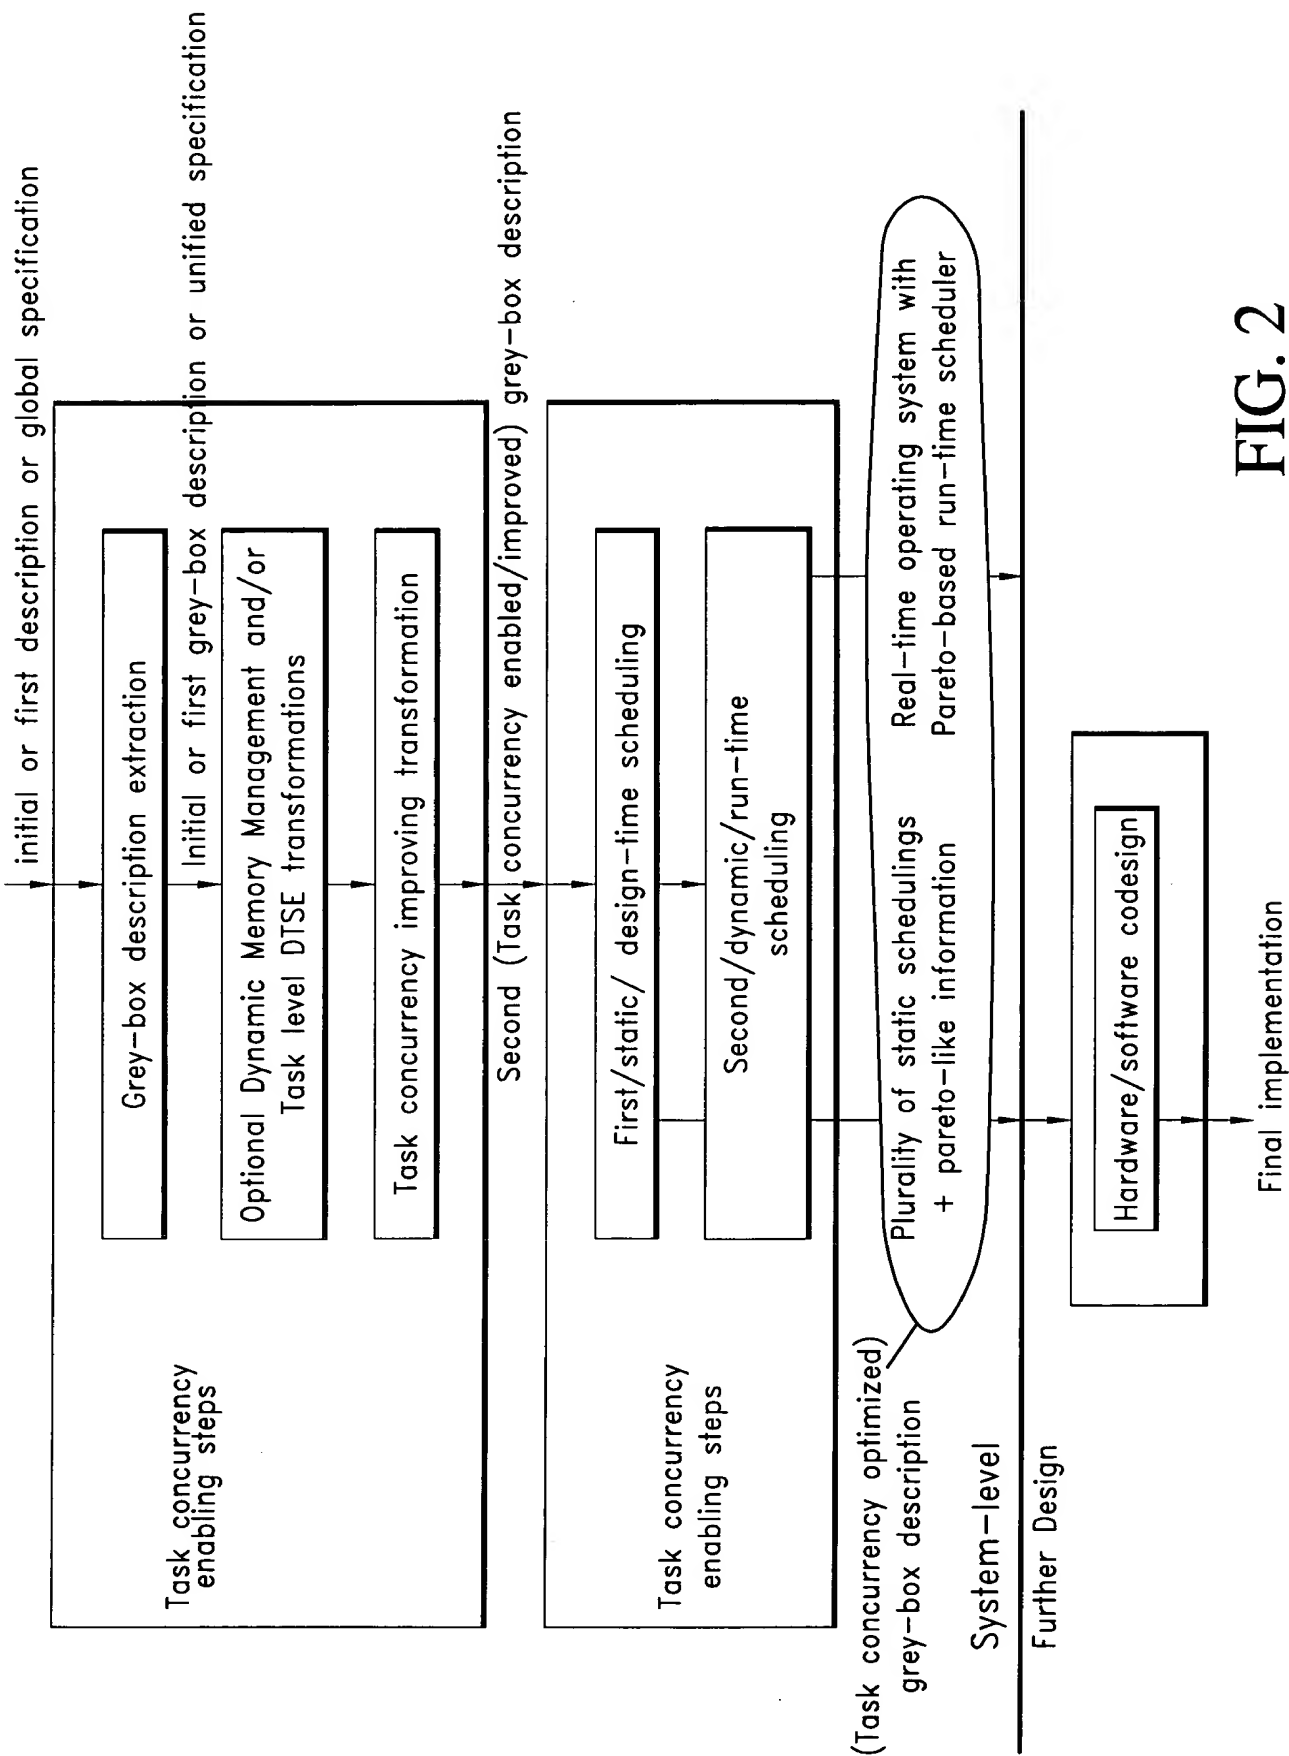 initial or first description or global specification
Grey-box description extraction
Initial or first grey-box description or unified specification
Optional Dynamic Memory Management and/or
Task level DTSE transformations
Task concurrency improving transformation
Task concurrency
enabling steps
Second (Task concurrency enabled/improved) grey-box description
First/static/ design-time scheduling
Second/dynamic/run-time
scheduling
Task concurrency
enabling steps
Plurality of static schedulings
+ pareto-like information
Real-time operating system with
Pareto-based run-time scheduler
(Task concurrency optimized)
grey-box description
System-level
Further Design
Hardware/software codesign
Final implementation
FIG. 2